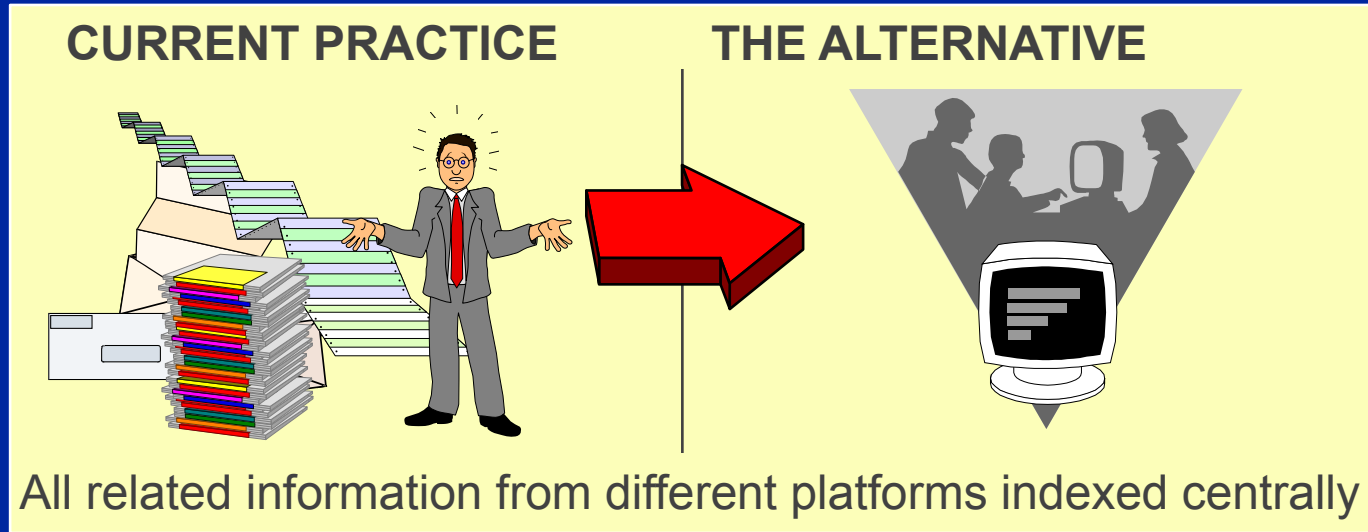 CURRENT PRACTICE
THE ALTERNATIVE
All related information from different platforms indexed centrally